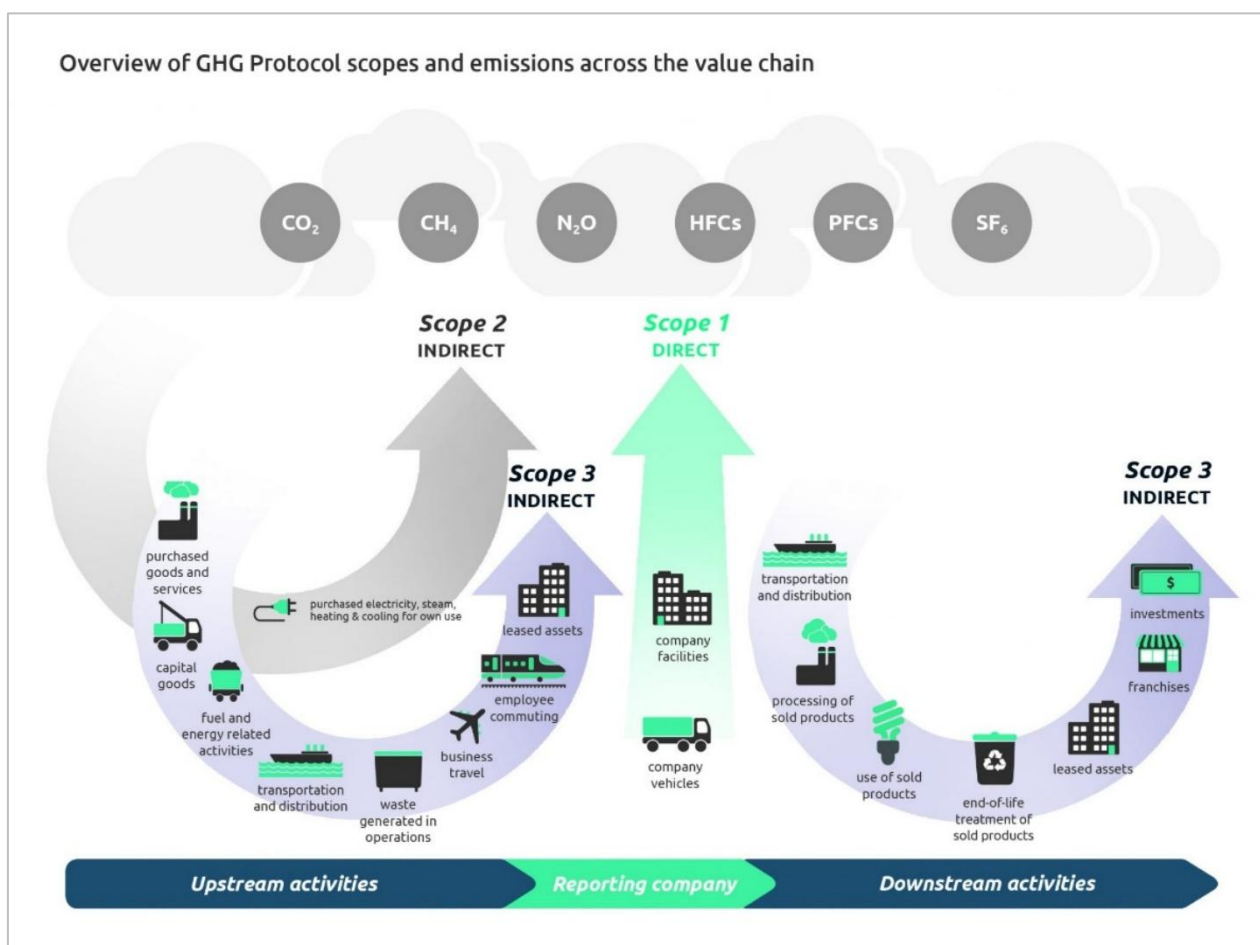 Overview of GHG Protocol scopes and emissions across the value chain
CO₂
CH₄
N₂O
HFCs
PFCs
SF₆
Scope 2
INDIRECT
Scope 1
DIRECT
Scope 3
INDIRECT
Scope 3
INDIRECT
purchased
goods and
services
capital
goods
fuel and
energy related
activities
transportation
and distribution
waste
generated in
operations
business
travel
employee
commuting
leased assets
purchased electricity, steam,
heating & cooling for own use
company
facilities
company
vehicles
transportation
and distribution
processing of
sold products
use of sold
products
end-of-life
treatment of
sold products
leased assets
franchises
investments
$
Upstream activities
Reporting company
Downstream activities